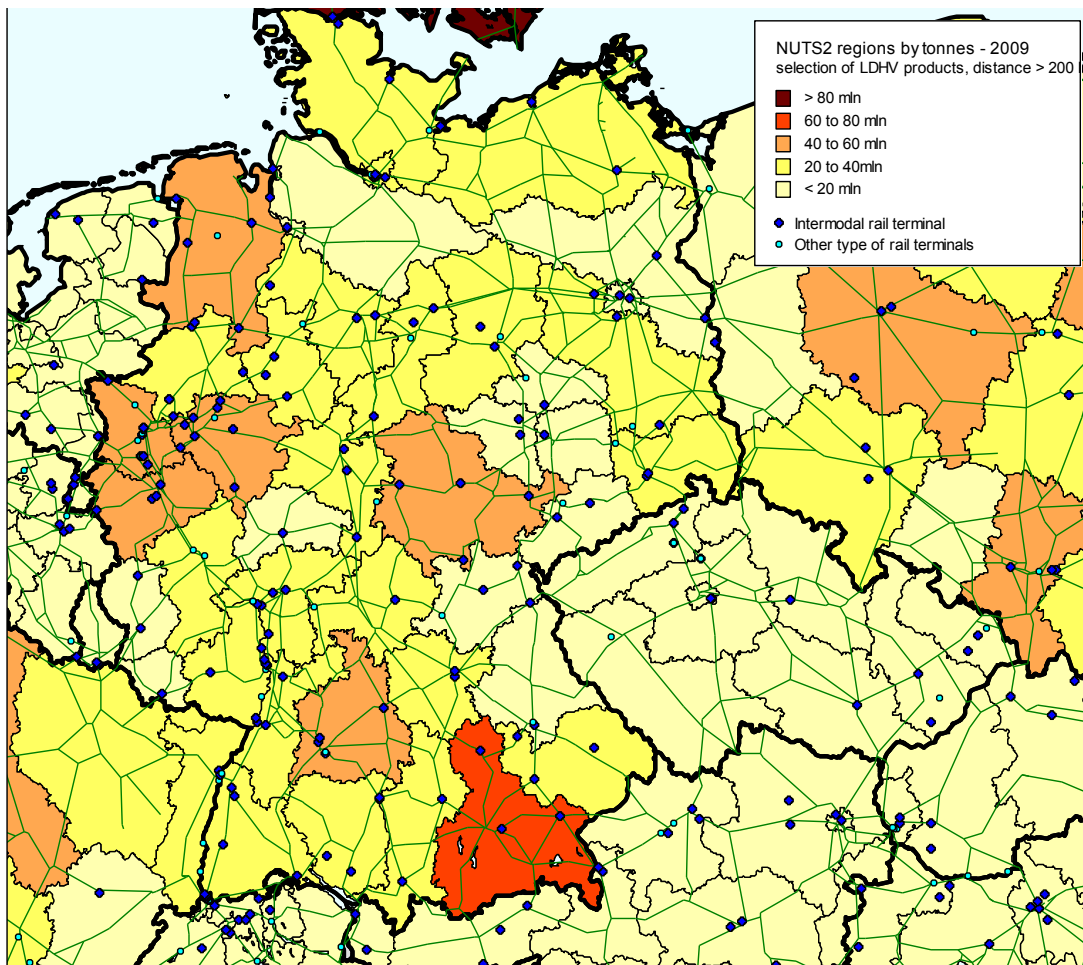 NUTS2 regions by tonnes - 2009
selection of LDHV products, distance > 200
> 80 mln
60 to 80 mln
40 to 60 mln
20 to 40mln
< 20 mln
Intermodal rail terminal
Other type of rail terminals